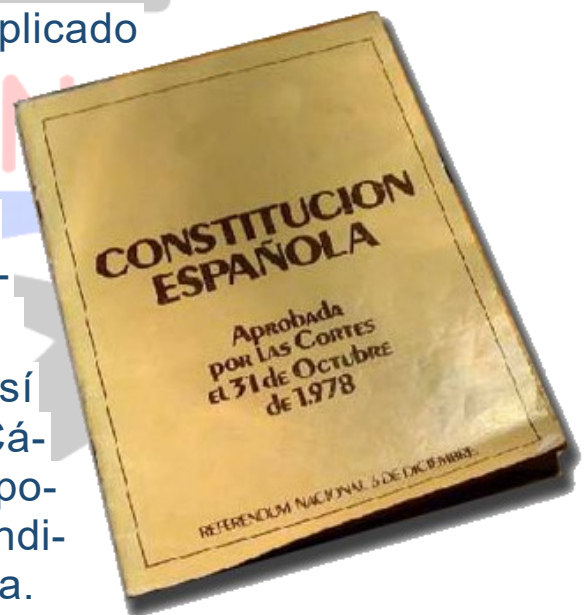 plicado
N
-
CONSTITUCION
ESPAÑOLA
Aprobada
por las Cortes
el 31 de Octubre
de 1.978
sí
Cá-
po-
ndi-
a.
REFERENDUM NACIONAL 6 DE DICIEMBRE